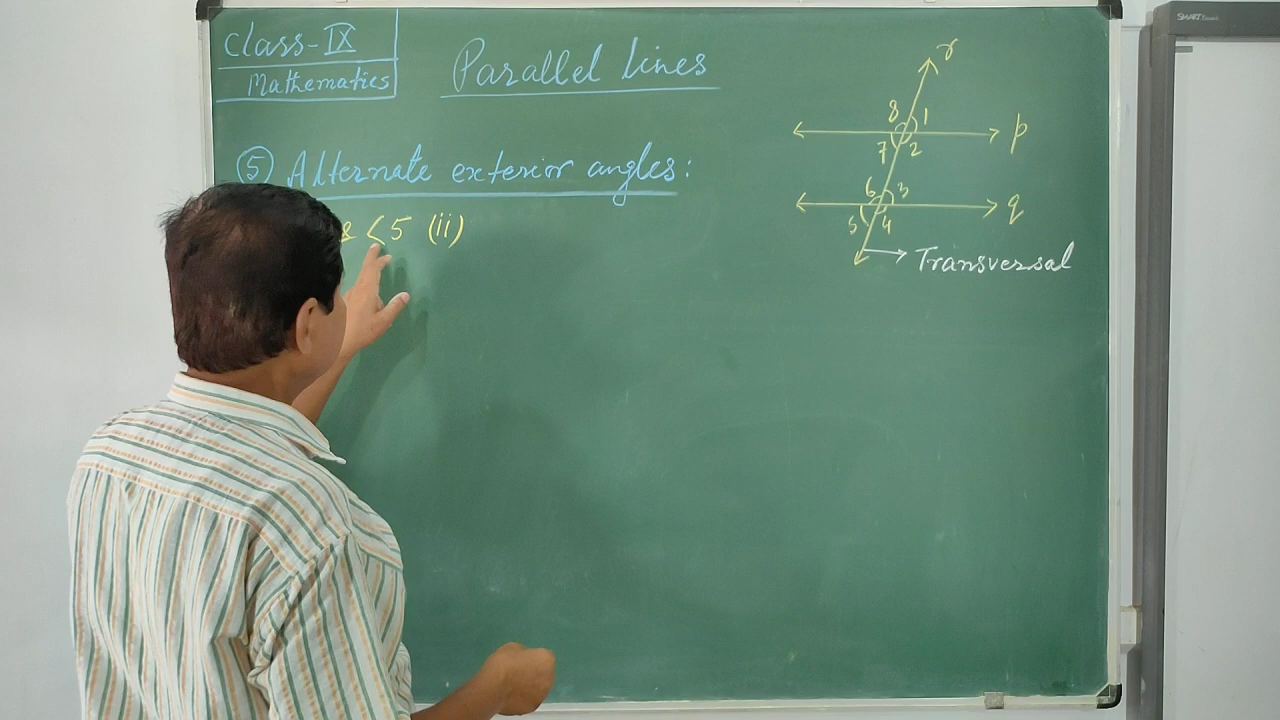 Class-IX
Mathematics
Parallel lines
⑤ Alternate exterior angles:
& <5 (ii)
r
8 1
p
7 2
6 3
q
5 4
Transversal
SMART